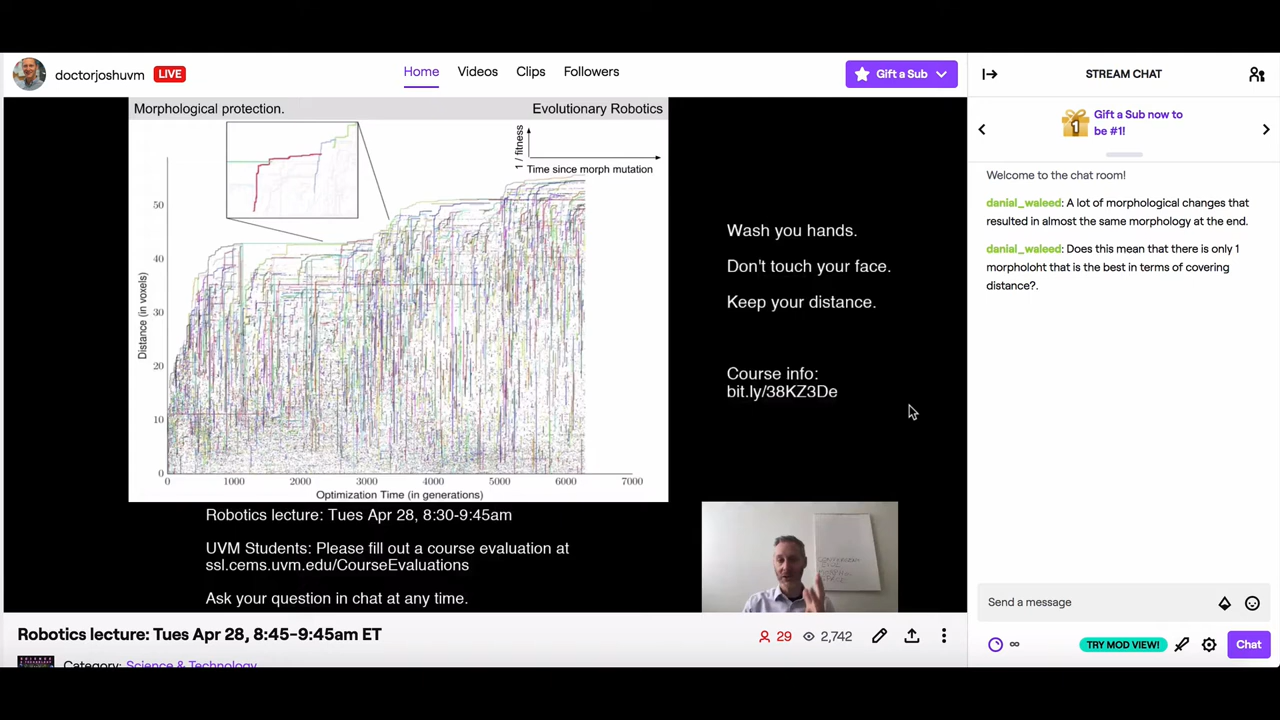 doctorjoshuvm LIVE
Home Videos Clips Followers
Gift a Sub
STREAM CHAT
Gift a Sub now to
be #1!
1
Welcome to the chat room!
danial_waleed: A lot of morphological changes that
resulted in almost the same morphology at the end.
danial_waleed: Does this mean that there is only 1
morpholoht that is the best in terms of covering
distance?.
Morphological protection.
Evolutionary Robotics
1 / fitness
Time since morph mutation
Distance (in voxels)
50
40
30
20
10
0
0 1000 2000 3000 4000 5000 6000 7000
Optimization Time (in generations)
Wash you hands.
Don't touch your face.
Keep your distance.
Course info:
bit.ly/38KZ3De
Robotics lecture: Tues Apr 28, 8:30-9:45am
UVM Students: Please fill out a course evaluation at
ssl.cems.uvm.edu/CourseEvaluations
Ask your question in chat at any time.
Robotics lecture: Tues Apr 28, 8:45-9:45am ET
29 2,742
Category: Science & Technology
Send a message
∞
TRY MOD VIEW!
Chat